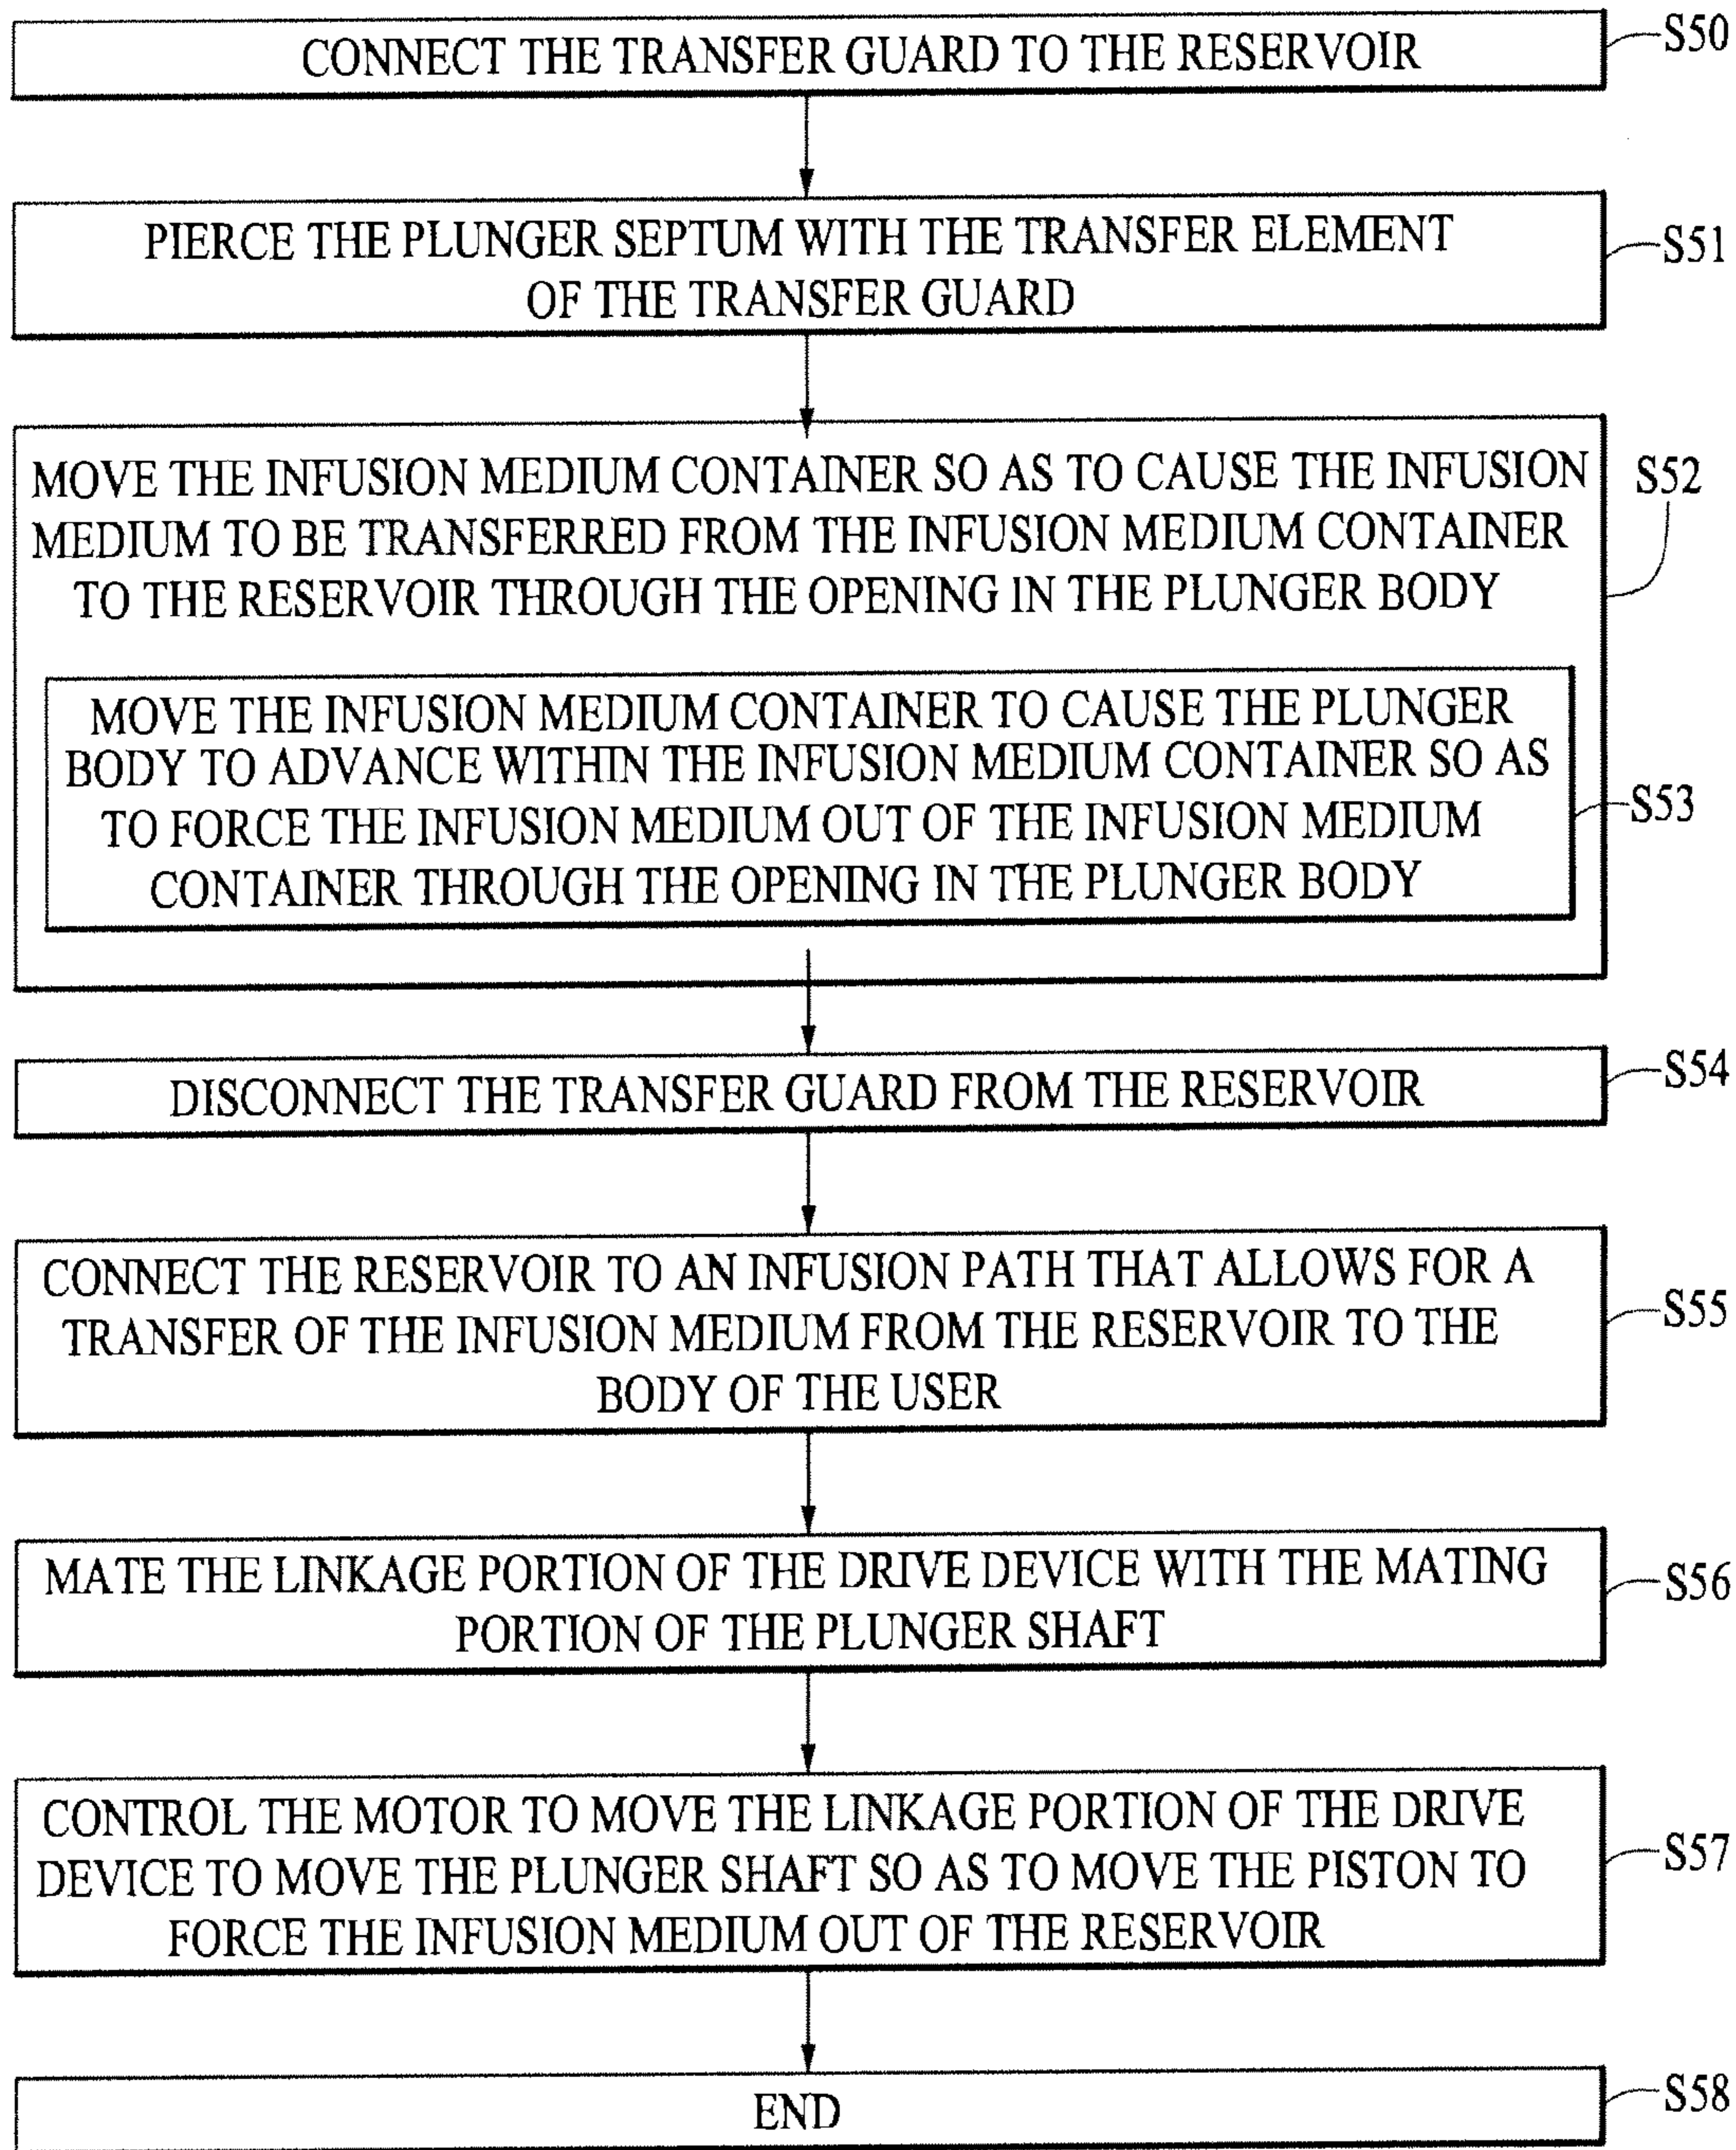 CONNECT THE TRANSFER GUARD TO THE RESERVOIR
S50
PIERCE THE PLUNGER SEPTUM WITH THE TRANSFER ELEMENT
OF THE TRANSFER GUARD
S51
MOVE THE INFUSION MEDIUM CONTAINER SO AS TO CAUSE THE INFUSION
MEDIUM TO BE TRANSFERRED FROM THE INFUSION MEDIUM CONTAINER
TO THE RESERVOIR THROUGH THE OPENING IN THE PLUNGER BODY
S52
MOVE THE INFUSION MEDIUM CONTAINER TO CAUSE THE PLUNGER
BODY TO ADVANCE WITHIN THE INFUSION MEDIUM CONTAINER SO AS
TO FORCE THE INFUSION MEDIUM OUT OF THE INFUSION MEDIUM
CONTAINER THROUGH THE OPENING IN THE PLUNGER BODY
S53
DISCONNECT THE TRANSFER GUARD FROM THE RESERVOIR
S54
CONNECT THE RESERVOIR TO AN INFUSION PATH THAT ALLOWS FOR A
TRANSFER OF THE INFUSION MEDIUM FROM THE RESERVOIR TO THE
BODY OF THE USER
S55
MATE THE LINKAGE PORTION OF THE DRIVE DEVICE WITH THE MATING
PORTION OF THE PLUNGER SHAFT
S56
CONTROL THE MOTOR TO MOVE THE LINKAGE PORTION OF THE DRIVE
DEVICE TO MOVE THE PLUNGER SHAFT SO AS TO MOVE THE PISTON TO
FORCE THE INFUSION MEDIUM OUT OF THE RESERVOIR
S57
END
S58